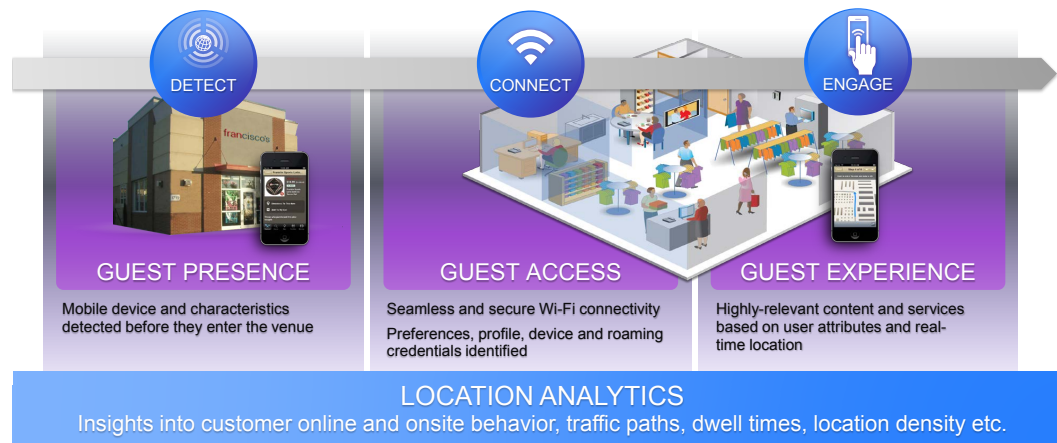 DETECT
CONNECT
ENGAGE
francisco's
GUEST PRESENCE
Mobile device and characteristics
detected before they enter the venue
GUEST ACCESS
Seamless and secure Wi-Fi connectivity
Preferences, profile, device and roaming
credentials identified
GUEST EXPERIENCE
Highly-relevant content and services
based on user attributes and real-
time location
LOCATION ANALYTICS
Insights into customer online and onsite behavior, traffic paths, dwell times, location density etc.